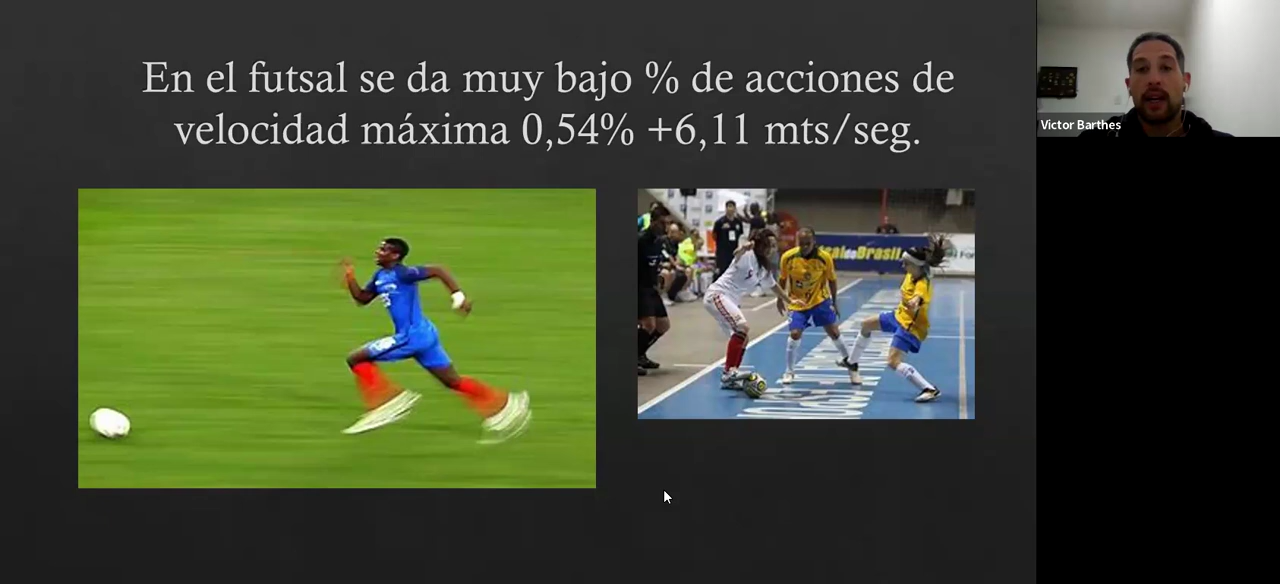 En el futsal se da muy bajo % de acciones de
velocidad máxima 0,54% +6,11 mts/seg.
Victor Barthes
saldoBrasil